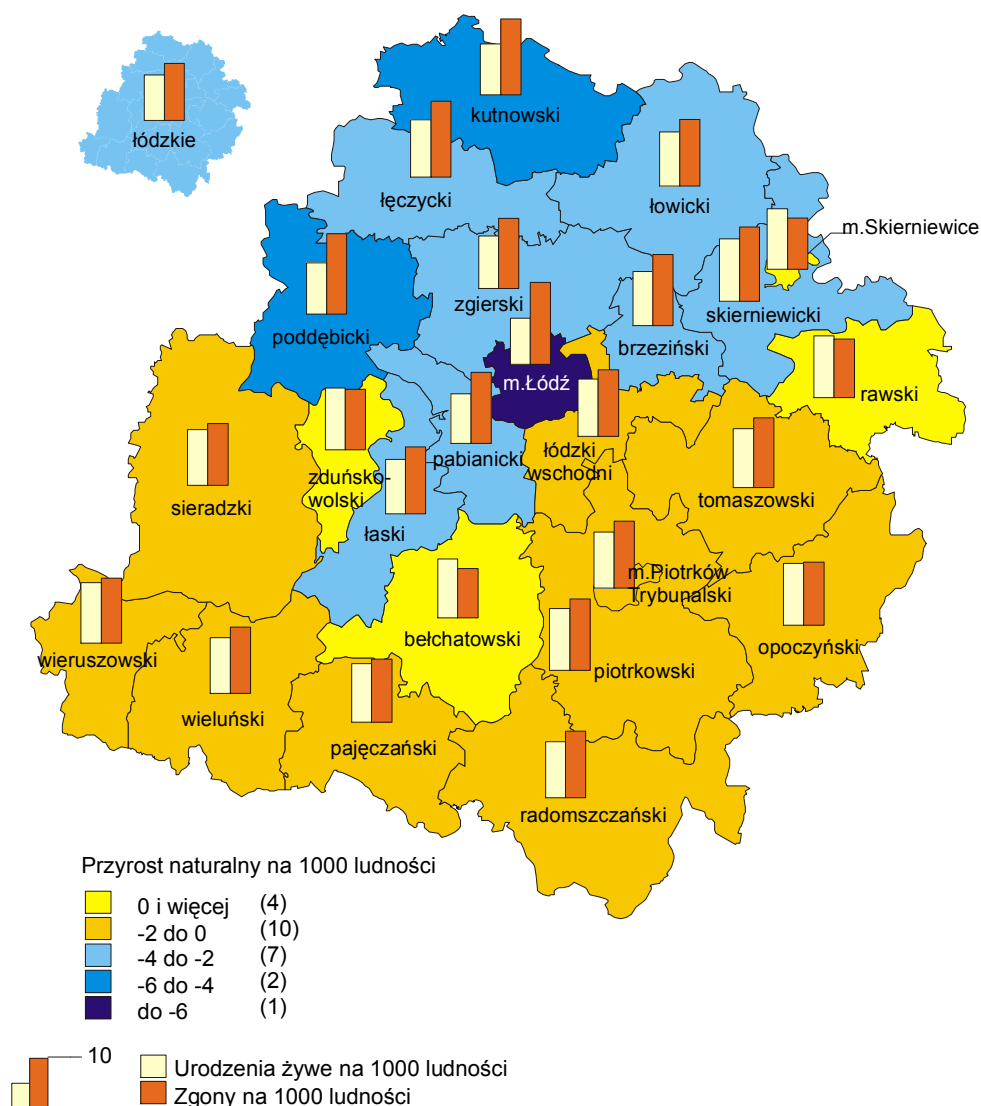 kutnowski
łódzkie
łęczycki
łowicki
m.Skierniewice
zgierski
skierniewicki
poddębicki
brzeziński
m.Łódź
rawski
zduńsko-
wolski
pabianicki
łódzki
wschodni
sieradzki
tomaszowski
łaski
m.Piotrków
Trybunalski
bełchatowski
opoczyński
wieruszowski
piotrkowski
wieluński
pajęczański
radomszczański
Przyrost naturalny na 1000 ludności
0 i więcej (4)
-2 do 0 (10)
-4 do -2 (7)
-6 do -4 (2)
do -6 (1)
10
Urodzenia żywe na 1000 ludności
Zgony na 1000 ludności